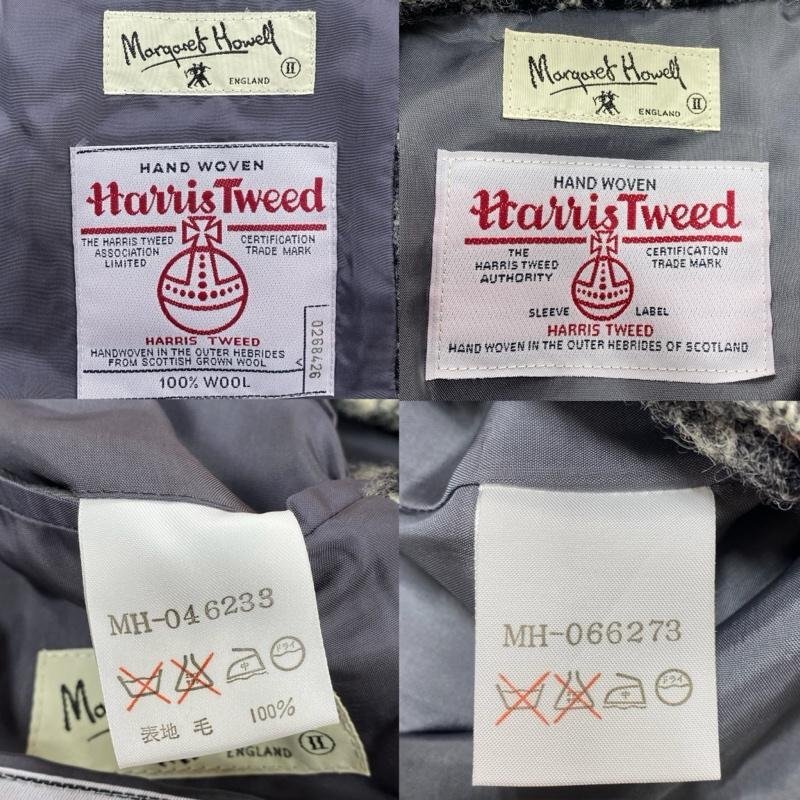 Margaret Howell
ENGLAND II
HAND WOVEN
Harris Tweed
THE HARRIS TWEED
ASSOCIATION
LIMITED
CERTIFICATION
TRADE MARK
HARRIS TWEED
HANDWOVEN IN THE OUTER HEBRIDES
FROM SCOTTISH GROWN WOOL
100% WOOL
0268426
Margaret Howell
ENGLAND II
HAND WOVEN
Harris Tweed
THE
HARRIS TWEED
AUTHORITY
CERTIFICATION
TRADE MARK
SLEEVE LABEL
HARRIS TWEED
HAND WOVEN IN THE OUTER HEBRIDES OF SCOTLAND
MH-046233
中 ドライ
表地 毛 100%
Ma
ENGLAND II
MH-066273
中 ドライ